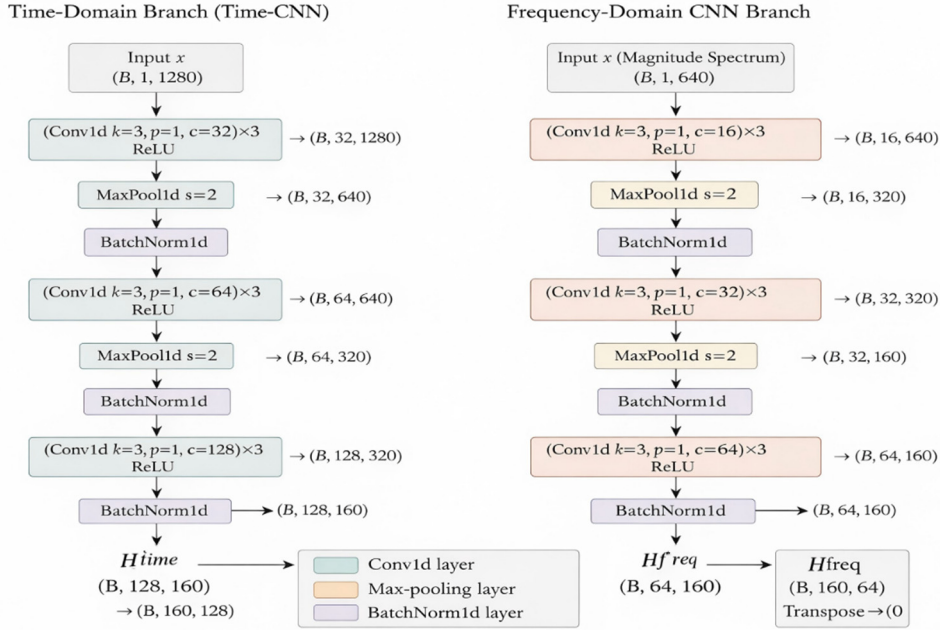 Time-Domain Branch (Time-CNN)
Input x
(B, 1, 1280)
(Conv1d k=3, p=1, c=32)×3
ReLU
→ (B, 32, 1280)
MaxPool1d s=2
→ (B, 32, 640)
BatchNorm1d
(Conv1d k=3, p=1, c=64)×3
ReLU
→ (B, 64, 640)
MaxPool1d s=2
→ (B, 64, 320)
BatchNorm1d
(Conv1d k=3, p=1, c=128)×3
ReLU
→ (B, 128, 320)
BatchNorm1d
(B, 128, 160)
Htime
(B, 128, 160)
→ (B, 160, 128)
Conv1d layer
Max-pooling layer
BatchNorm1d layer
Frequency-Domain CNN Branch
Input x (Magnitude Spectrum)
(B, 1, 640)
(Conv1d k=3, p=1, c=16)×3
ReLU
→ (B, 16, 640)
MaxPool1d s=2
→ (B, 16, 320)
BatchNorm1d
(Conv1d k=3, p=1, c=32)×3
ReLU
→ (B, 32, 320)
MaxPool1d s=2
→ (B, 32, 160)
BatchNorm1d
(Conv1d k=3, p=1, c=64)×3
ReLU
→ (B, 64, 160)
BatchNorm1d
(B, 64, 160)
Hfreq
(B, 64, 160)
Hfreq
(B, 160, 64)
Transpose→(0